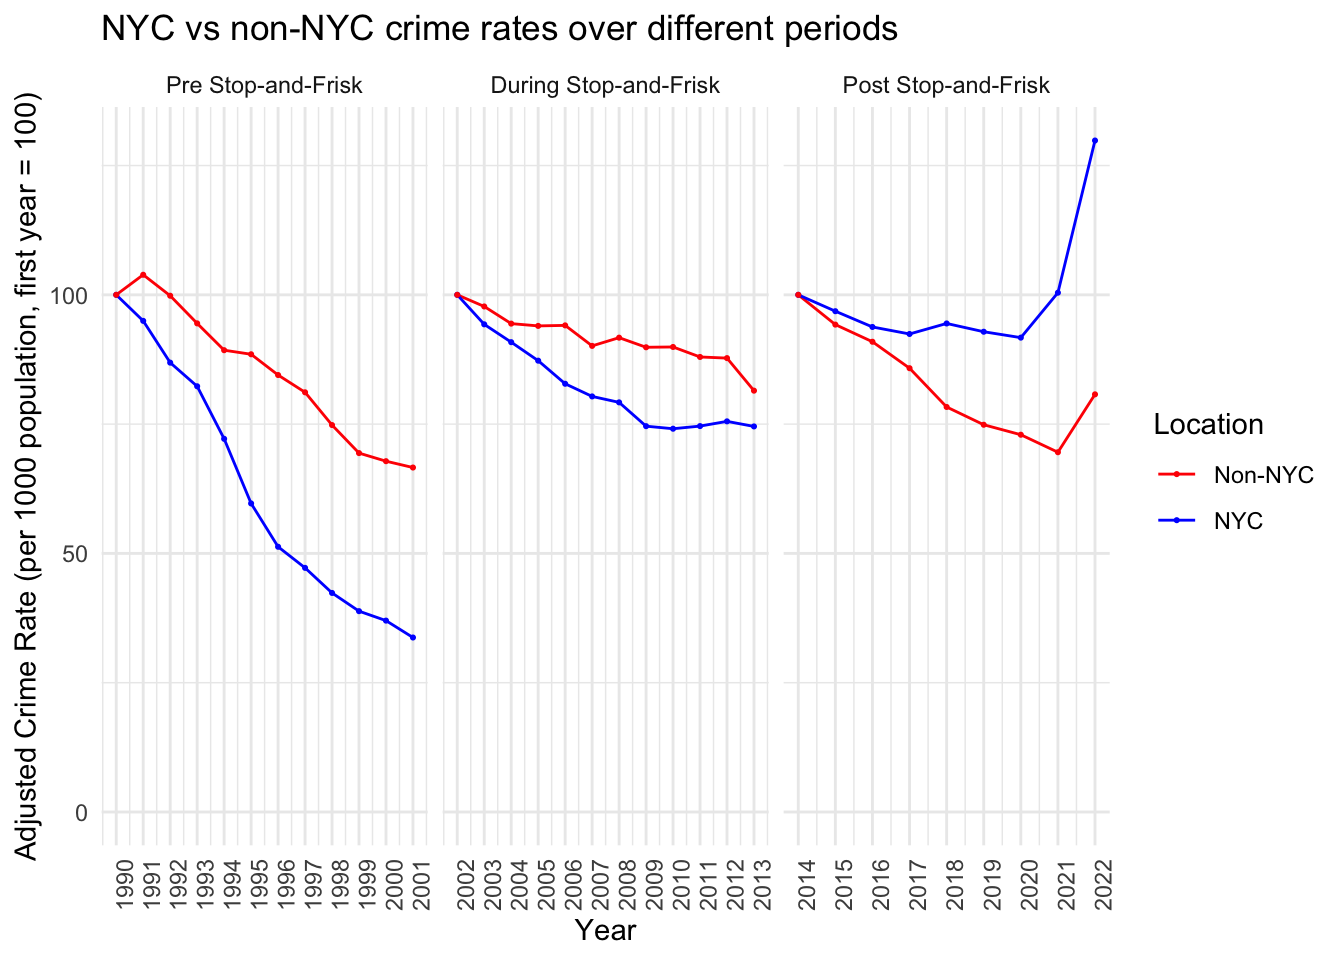 NYC vs non-NYC crime rates over different periods
Pre Stop-and-Frisk
During Stop-and-Frisk
Post Stop-and-Frisk
Adjusted Crime Rate (per 1000 population, first year = 100)
100
50
0
1990 1991 1992 1993 1994 1995 1996 1997 1998 1999 2000 2001
2002 2003 2004 2005 2006 2007 2008 2009 2010 2011 2012 2013
2014 2015 2016 2017 2018 2019 2020 2021 2022
Year
Location
Non-NYC
NYC